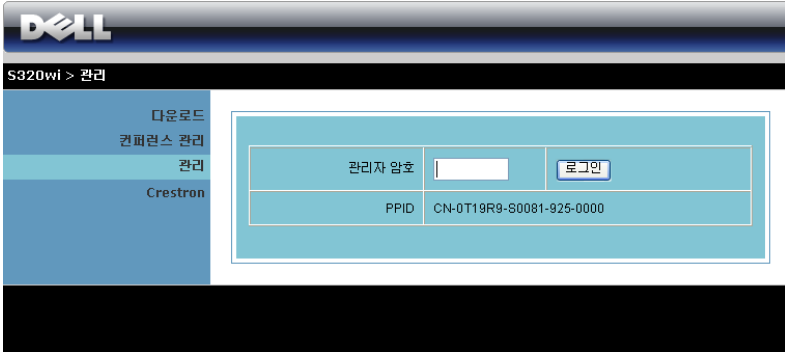 DELL
S320wi > 관리
다운로드
컨퍼런스 관리
관리
Crestron
관리자 암호
로그인
PPID CN-0T19R9-S0081-925-0000